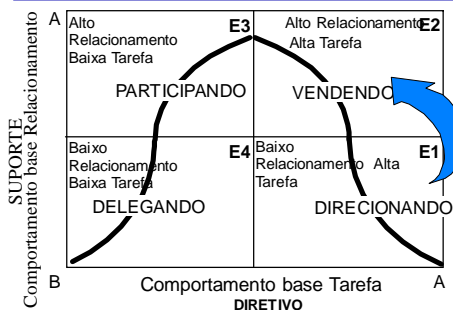 A
Alto
Relacionamento
Baixa Tarefa
E3
PARTICIPANDO
Alto Relacionamento
Alta Tarefa
E2
VENDENDO
Baixo
Relacionamento
Baixa Tarefa
E4
DELEGANDO
Baixo
Relacionamento Alta
Tarefa
E1
DIRECIONANDO
SUPORTE
Comportamento base Relacionamento
B
Comportamento base Tarefa
A
DIRETIVO